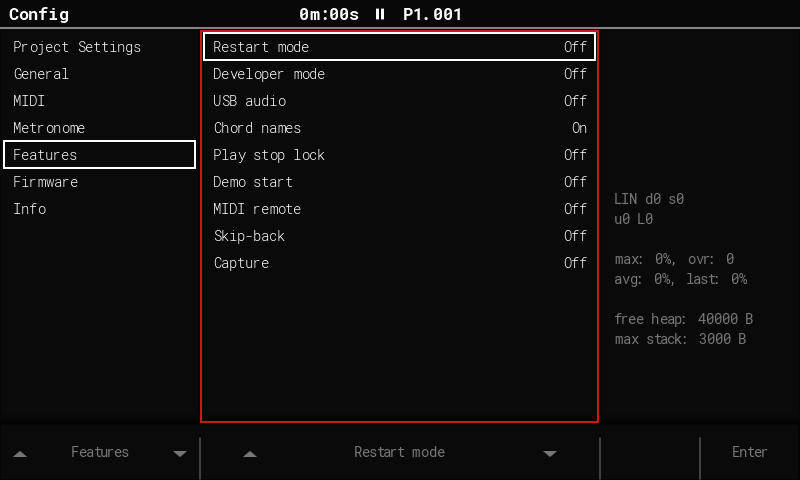 Config 0m:00s P1.001
Project Settings
General
MIDI
Metronome
Features
Firmware
Info
Restart mode Off
Developer mode Off
USB audio Off
Chord names On
Play stop lock Off
Demo start Off
MIDI remote Off
Skip-back Off
Capture Off
LIN d0 s0
u0 L0
max: 0%, ovr: 0
avg: 0%, last: 0%
free heap: 40000 B
max stack: 3000 B
Features Restart mode Enter